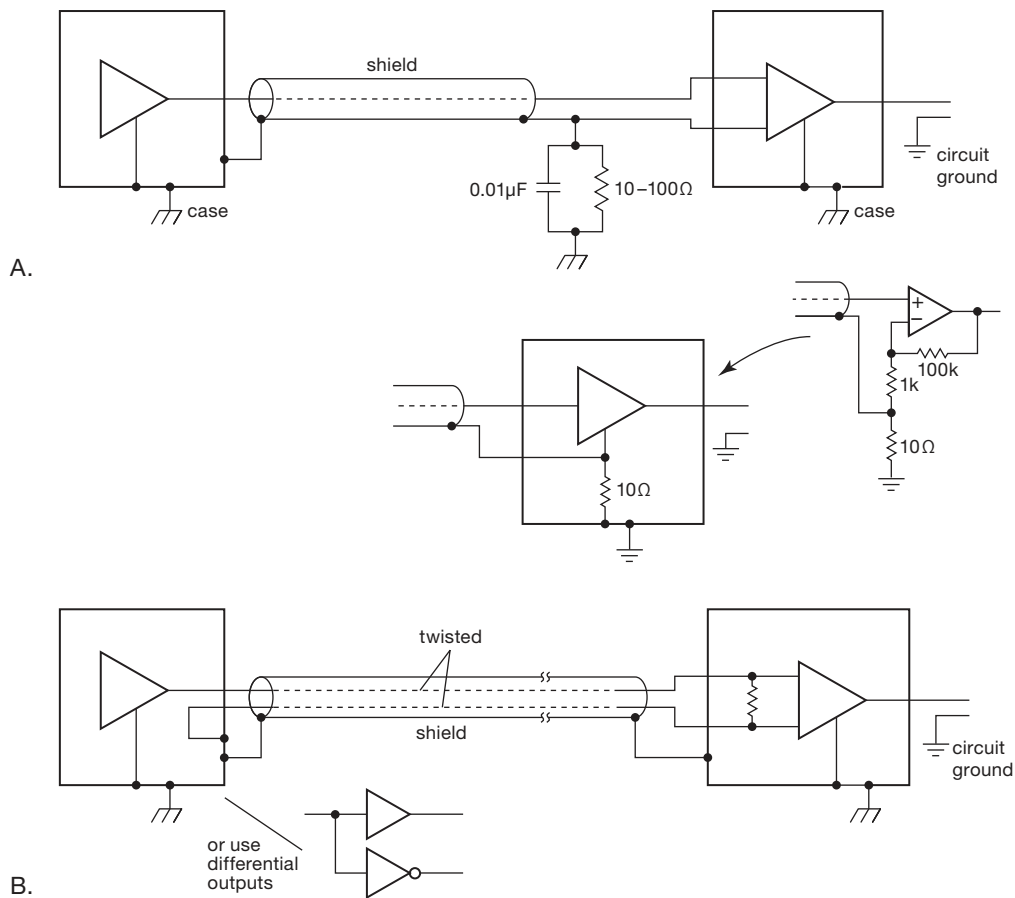 shield
0.01µF
10–100Ω
case
case
circuit
ground
A.
+
−
100k
1k
10Ω
10Ω
twisted
shield
circuit
ground
or use
differential
outputs
B.